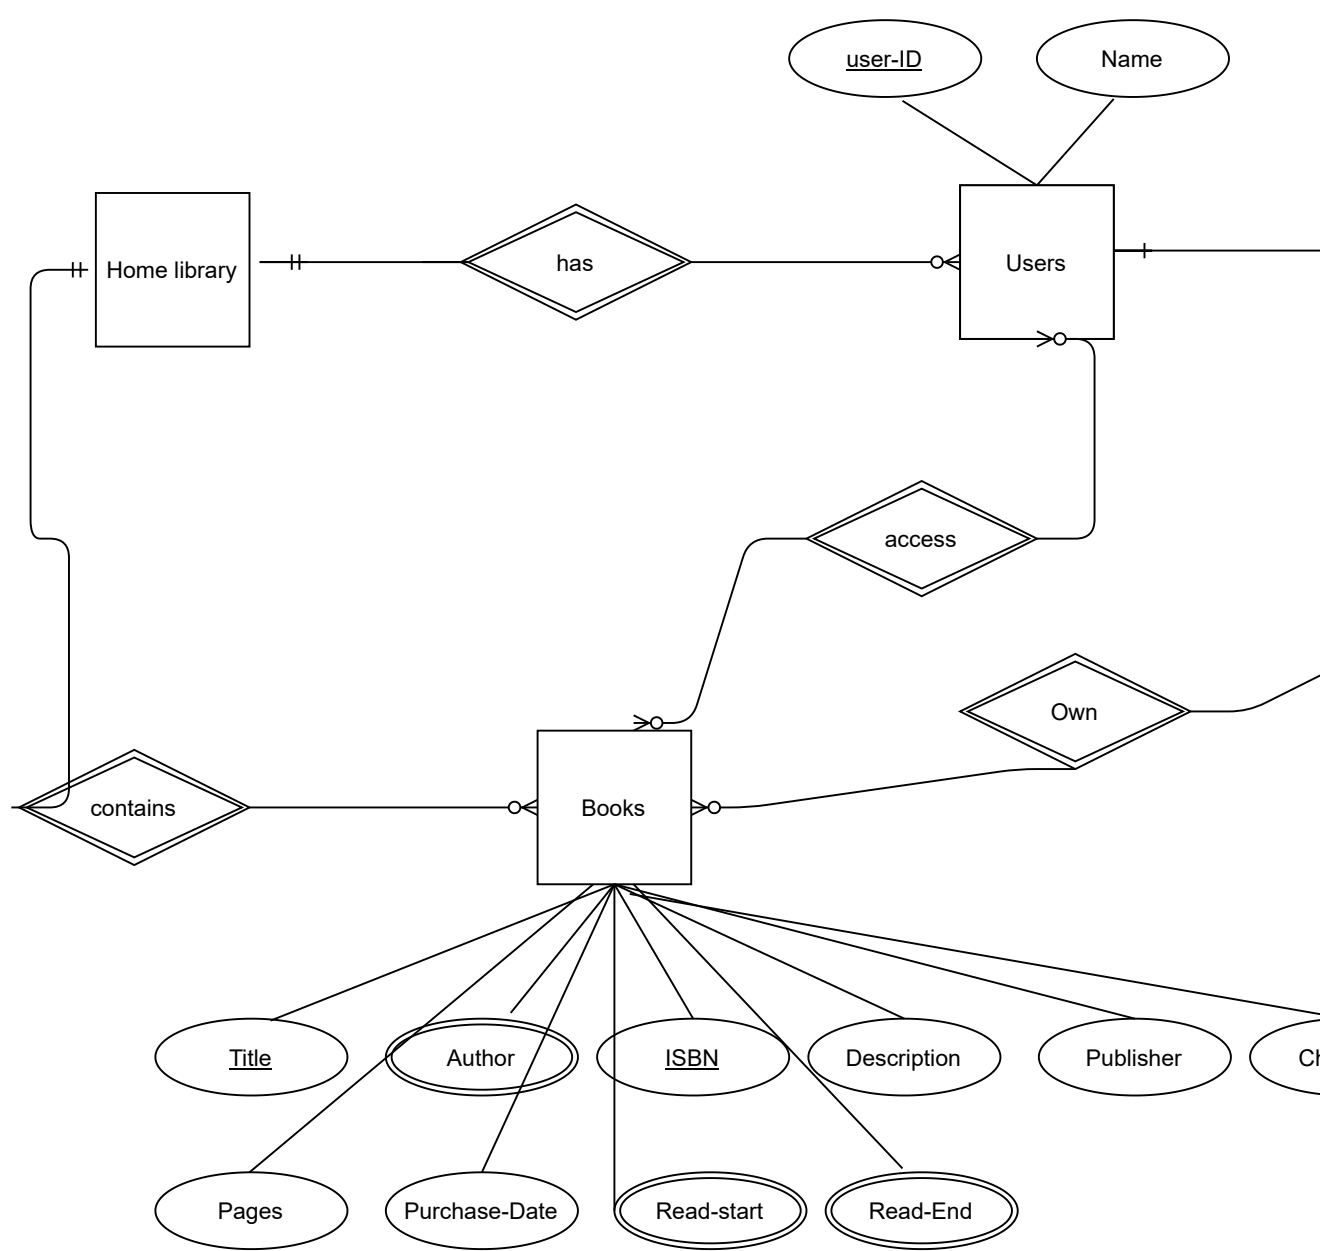 user-ID
Name
Home library
has
Users
access
Own
contains
Books
Title
Author
ISBN
Description
Publisher
Pages
Purchase-Date
Read-start
Read-End